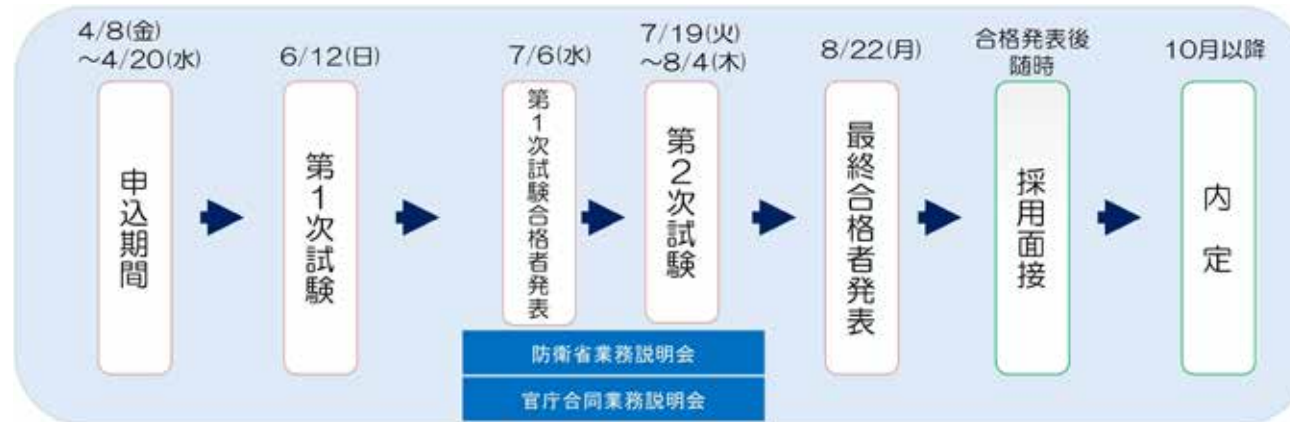 4/8(金)
～4/20(水)
申込期間
6/12(日)
第1次試験
7/6(水)
第1次試験合格者発表
7/19(火)
～8/4(木)
第2次試験
8/22(月)
最終合格者発表
合格発表後
随時
採用面接
10月以降
内定
防衛省業務説明会
官庁合同業務説明会